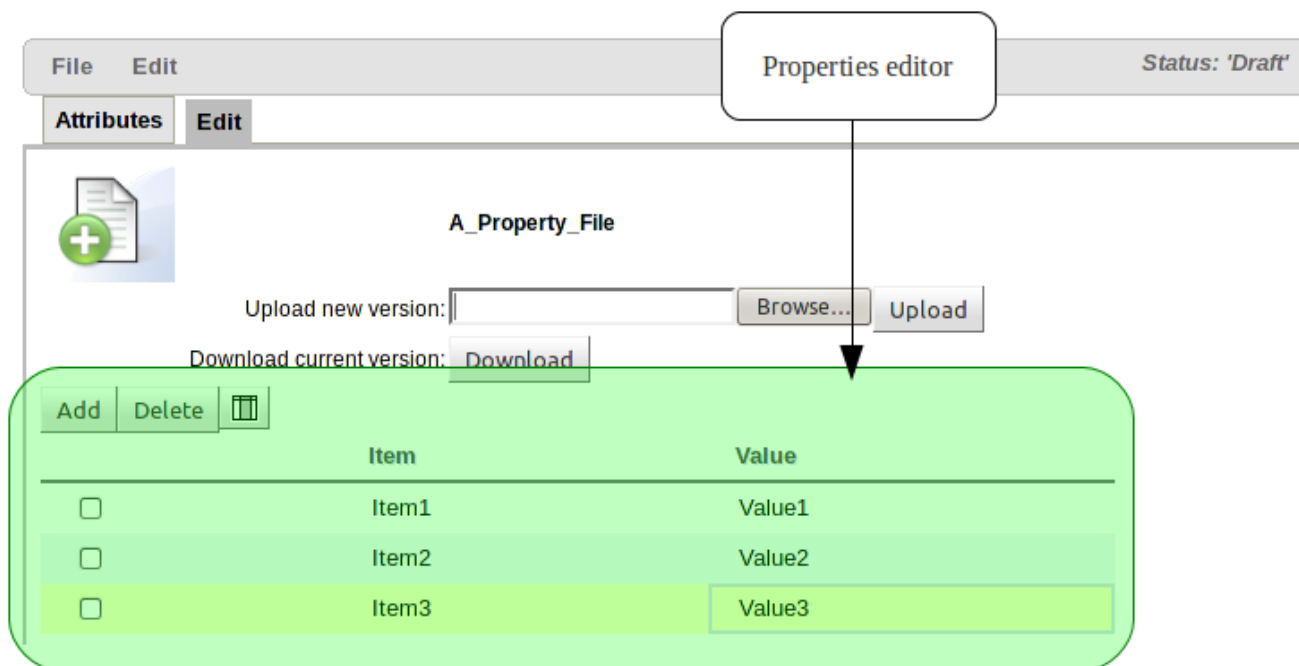 File Edit Properties editor Status: 'Draft'
Attributes Edit
A_Property_File
Upload new version: Browse... Upload
Download current version: Download
Add Delete
Item Value
Item1 Value1
Item2 Value2
Item3 Value3